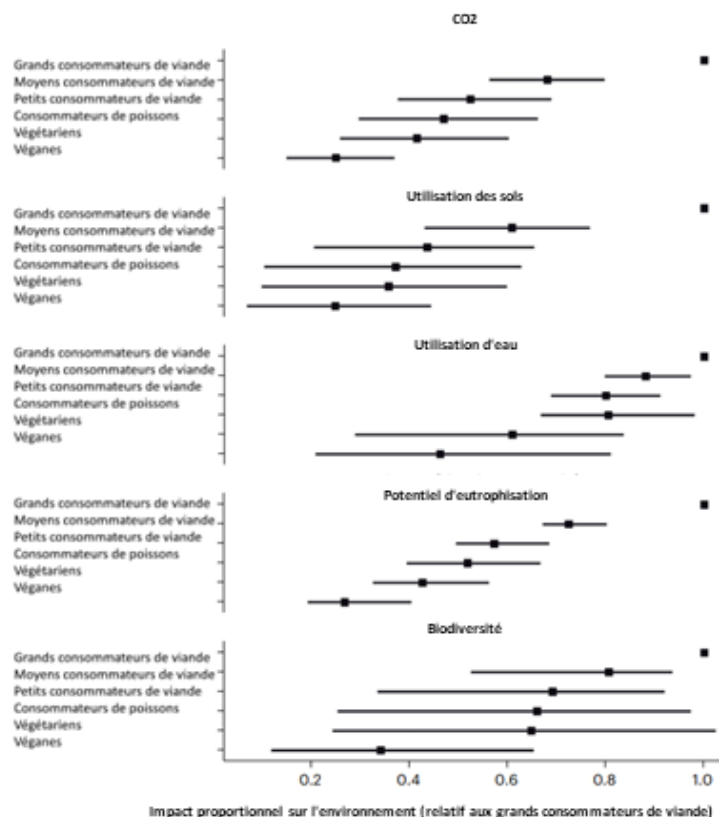 CO2
Grands consommateurs de viande
Moyens consommateurs de viande
Petits consommateurs de viande
Consommateurs de poissons
Végétariens
Véganes
Utilisation des sols
Grands consommateurs de viande
Moyens consommateurs de viande
Petits consommateurs de viande
Consommateurs de poissons
Végétariens
Véganes
Utilisation d'eau
Grands consommateurs de viande
Moyens consommateurs de viande
Petits consommateurs de viande
Consommateurs de poissons
Végétariens
Véganes
Potentiel d'eutrophisation
Grands consommateurs de viande
Moyens consommateurs de viande
Petits consommateurs de viande
Consommateurs de poissons
Végétariens
Véganes
Biodiversité
Grands consommateurs de viande
Moyens consommateurs de viande
Petits consommateurs de viande
Consommateurs de poissons
Végétariens
Véganes
0.2 0.4 0.6 0.8 1.0
Impact proportionnel sur l'environnement (relatif aux grands consommateurs de viande)